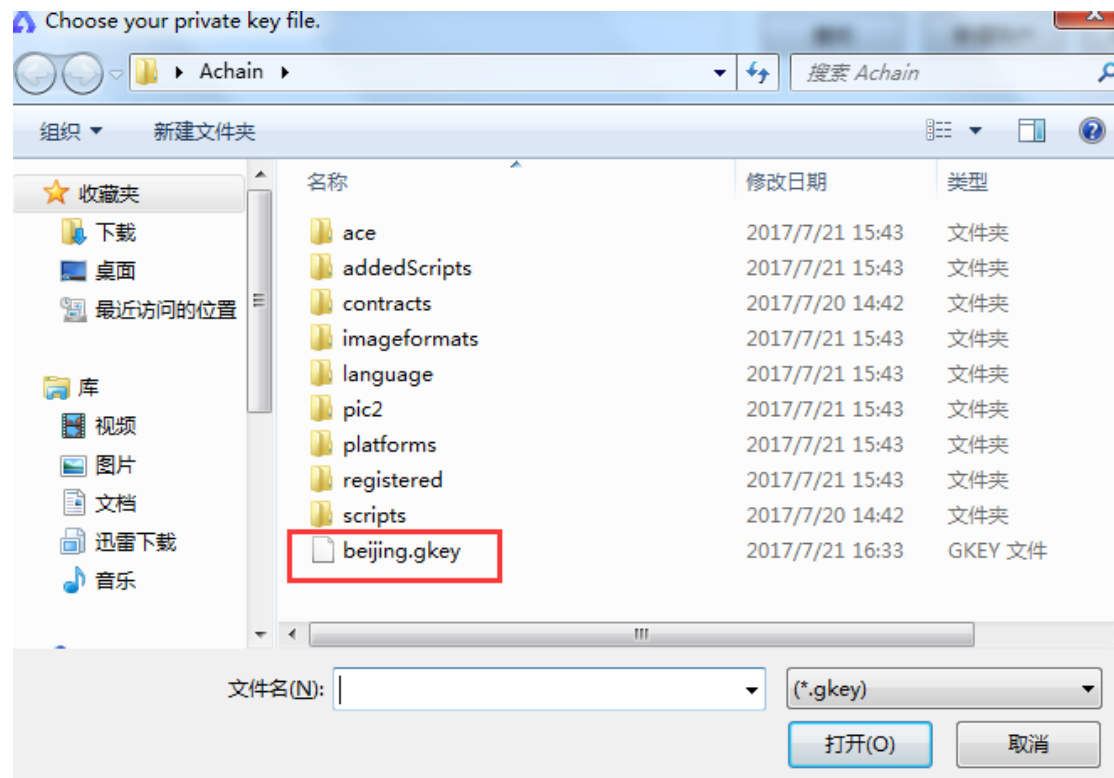 Choose your private key file.
Achain
搜索 Achain
组织
新建文件夹
名称 修改日期 类型
收藏夹
下载
桌面
最近访问的位置
库
视频
图片
文档
迅雷下载
音乐
ace 2017/7/21 15:43 文件夹
addedScripts 2017/7/21 15:43 文件夹
contracts 2017/7/20 14:42 文件夹
imageformats 2017/7/21 15:43 文件夹
language 2017/7/21 15:43 文件夹
pic2 2017/7/21 15:43 文件夹
platforms 2017/7/21 15:43 文件夹
registered 2017/7/21 15:43 文件夹
scripts 2017/7/20 14:42 文件夹
beijing.gkey 2017/7/21 16:33 GKEY 文件
文件名(N): (*.gkey)
打开(O) 取消